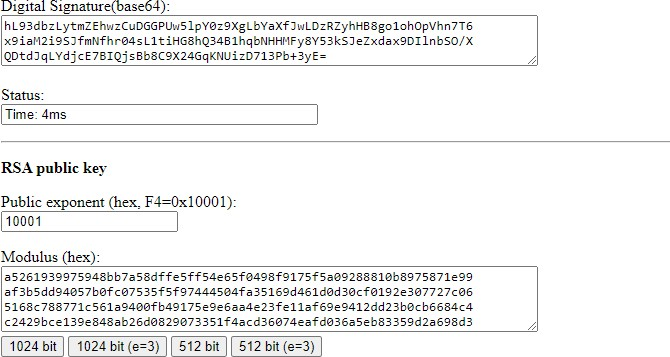 Digital Signature(base64):
hL93dbzLytmZEhwzCuDGGPUw5lpY0z9XgLbYaXfJwLDzRZyhHB8go1ohOpVhn7T6
x9iaM2i9SJfmNfhr04sL1tiHG8hQ34B1hqbNHHMFy8Y53kSJeZxdax9DIlnbSO/X
QDtdJqLYdjcE7BIQjsBb8C9X24GqKNUizD713Pb+3yE=
Status:
Time: 4ms
RSA public key
Public exponent (hex, F4=0x10001):
10001
Modulus (hex):
a5261939975948bb7a58dffe5ff54e65f0498f9175f5a09288810b8975871e99
af3b5dd94057b0fc07535f5f97444504fa35169d461d0d30cf0192e307727c06
5168c788771c561a9400fb49175e9e6aa4e23fe11af69e9412dd23b0cb6684c4
c2429bce139e848ab26d0829073351f4acd36074eafd036a5eb83359d2a698d3
1024 bit 1024 bit (e=3) 512 bit 512 bit (e=3)